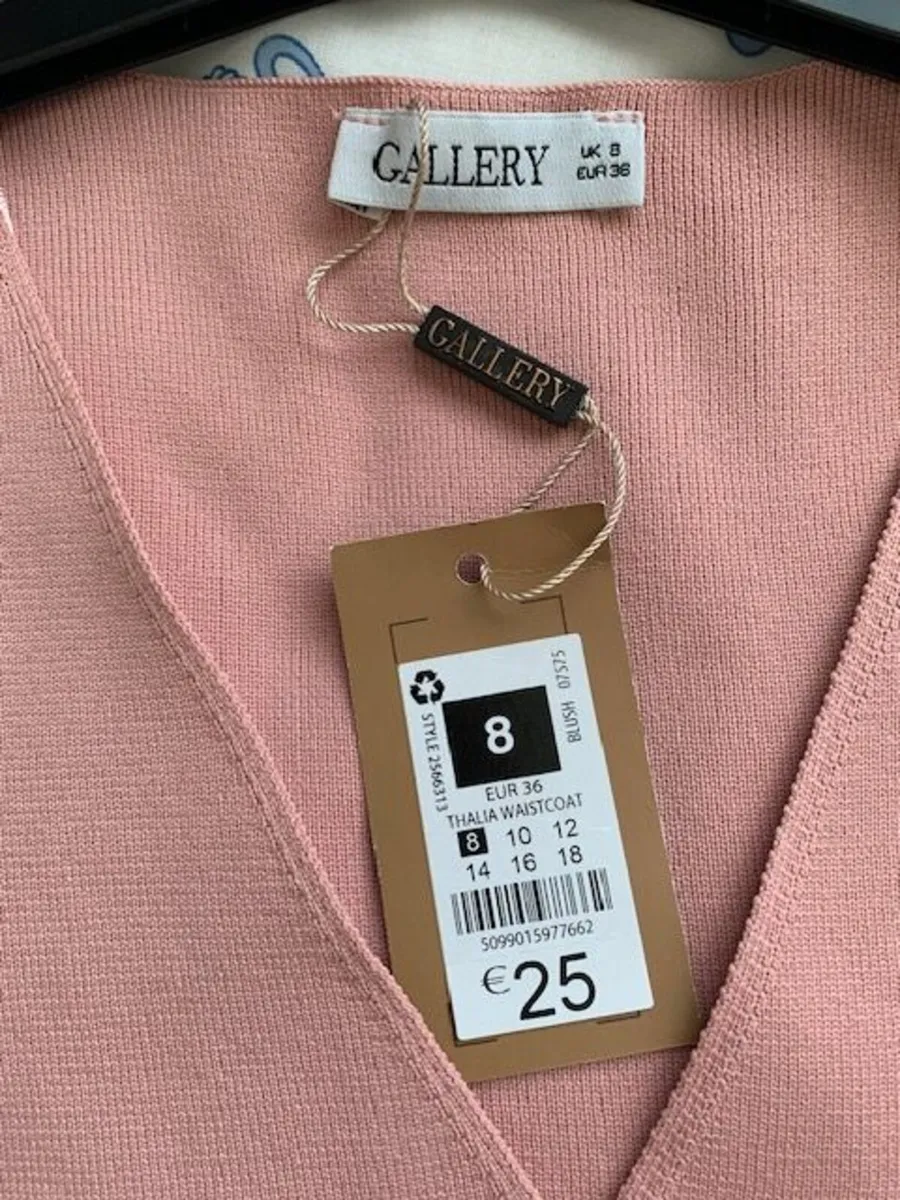 GALLERY
UK 8
EUR 36
GALLERY
STYLE 2566313
8
BLUSH 07575
EUR 36
THALIA WAISTCOAT
8 10 12
14 16 18
5099015977662
€25